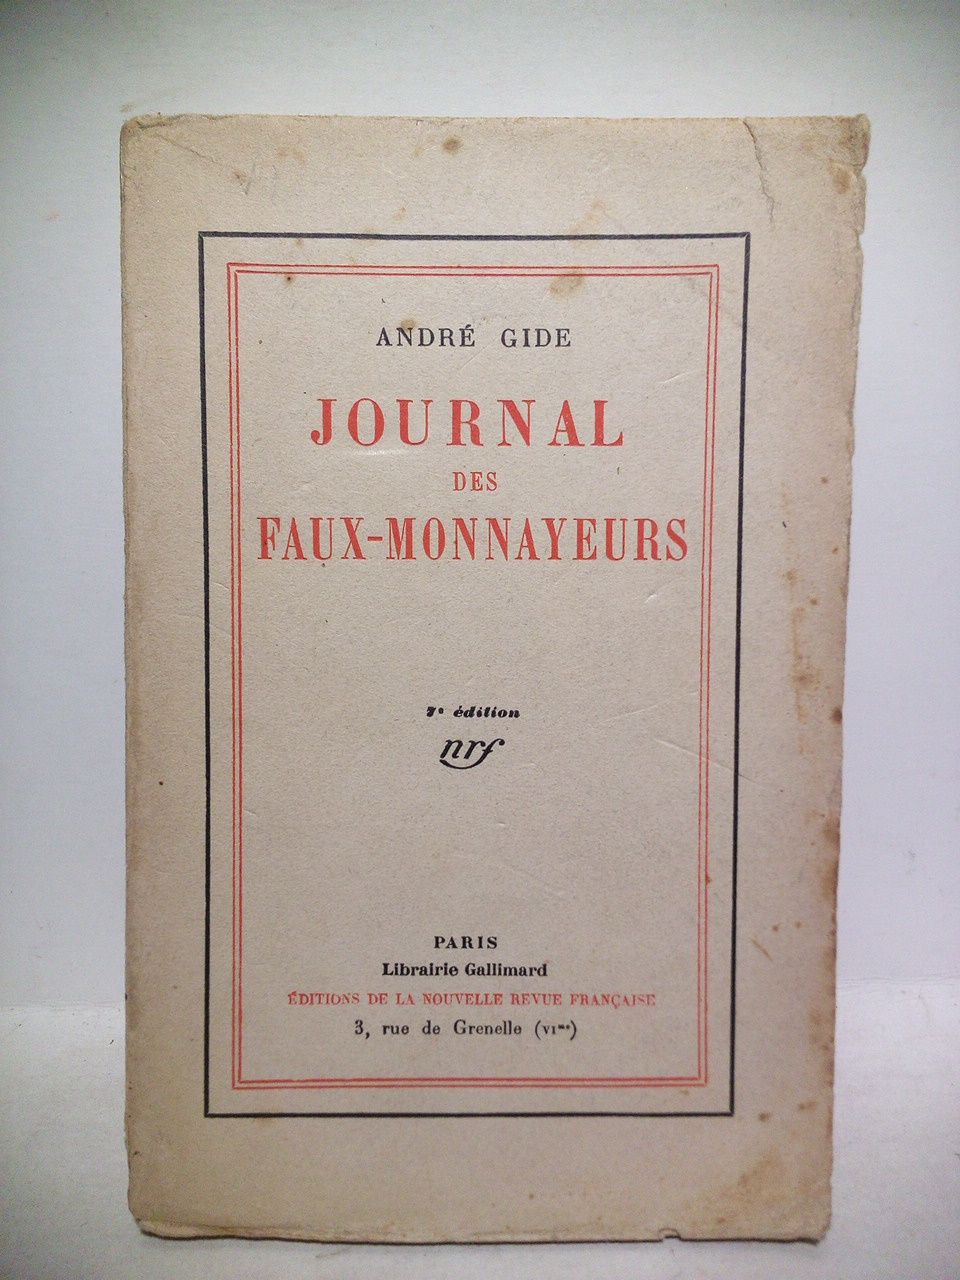 ANDRÉ GIDE
JOURNAL
DES
FAUX-MONNAYEURS
7e édition
nrf
PARIS
Librairie Gallimard
ÉDITIONS DE LA NOUVELLE REVUE FRANÇAISE
3, rue de Grenelle (VIme)